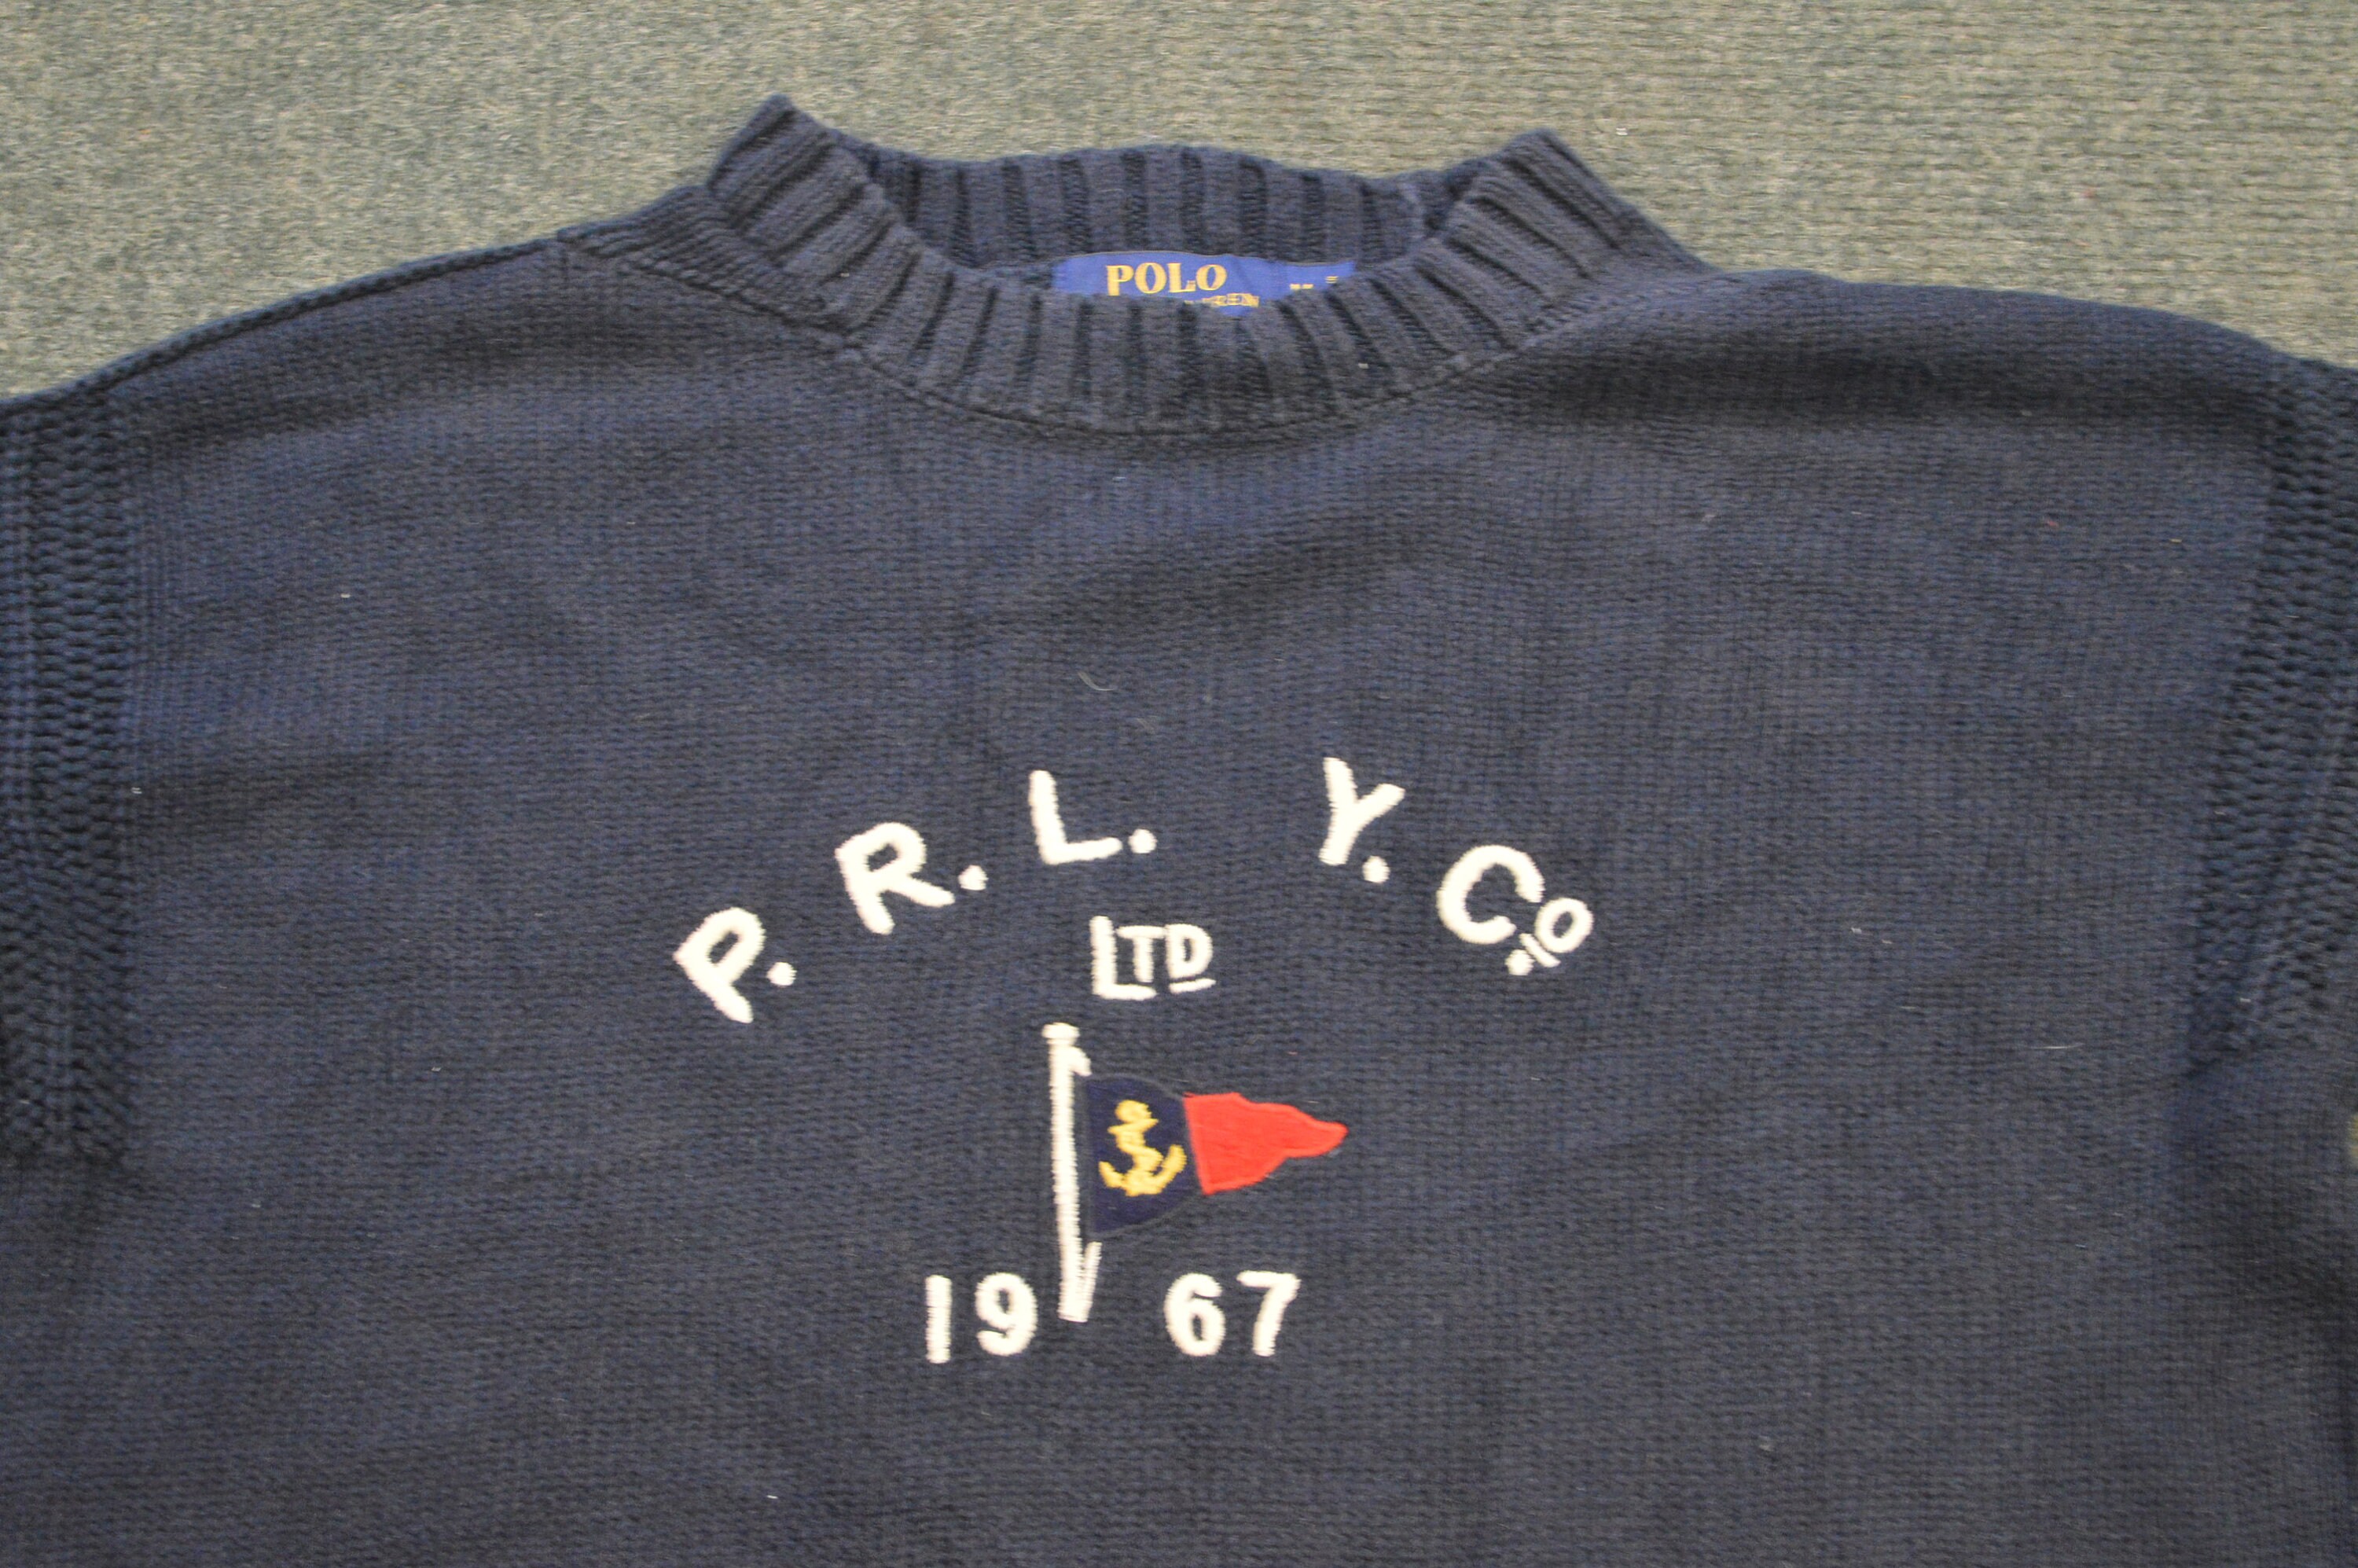 POLO
P. R. L. Y. Co.
LTD
19 67